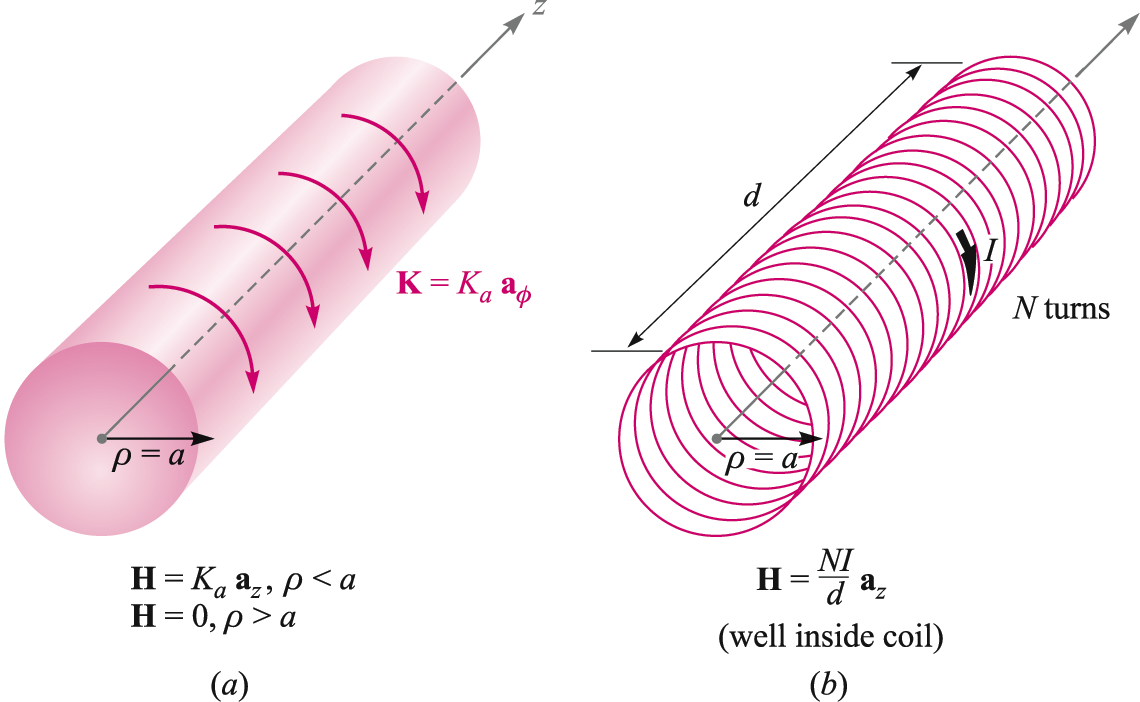 z
K = K_a a_ϕ
ρ = a
H = K_a a_z, ρ < a
H = 0, ρ > a
(a)
d
I
N turns
ρ = a
H = NI/d a_z
(well inside coil)
(b)